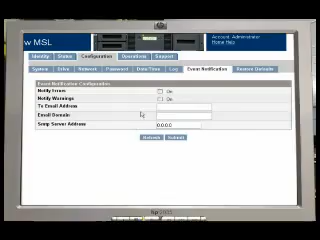 w MSL
Account: Administrator
Home Help
Identity Status Configuration Operations Support
System Drive Network Password Date/Time Log Event Notification Restore Defaults
Event Notification Configuration
Notify Errors On
Notify Warnings On
To Email Address
Email Domain
Smtp Server Address 0.0.0.0
Refresh Submit
hp